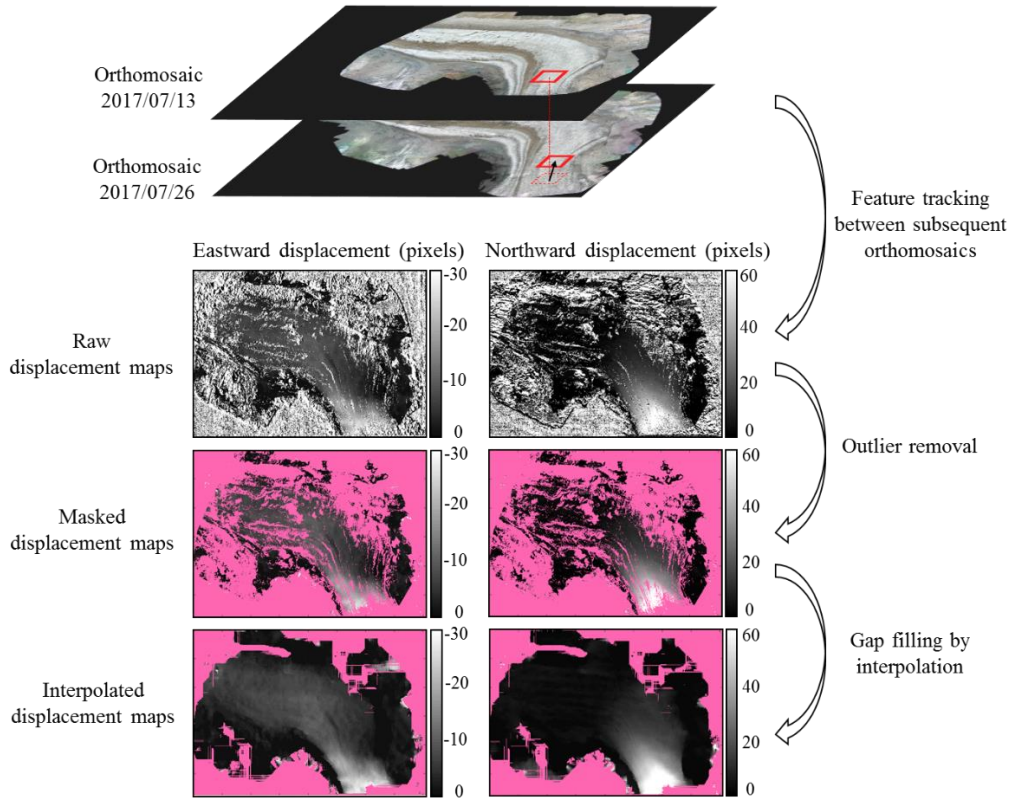 Orthomosaic
2017/07/13
Orthomosaic
2017/07/26
Feature tracking
between subsequent
orthomosaics
Eastward displacement (pixels)
Northward displacement (pixels)
Raw
displacement maps
-30
-20
-10
0
60
40
20
0
Outlier removal
Masked
displacement maps
-30
-20
-10
0
60
40
20
0
Gap filling by
interpolation
Interpolated
displacement maps
-30
-20
-10
0
60
40
20
0